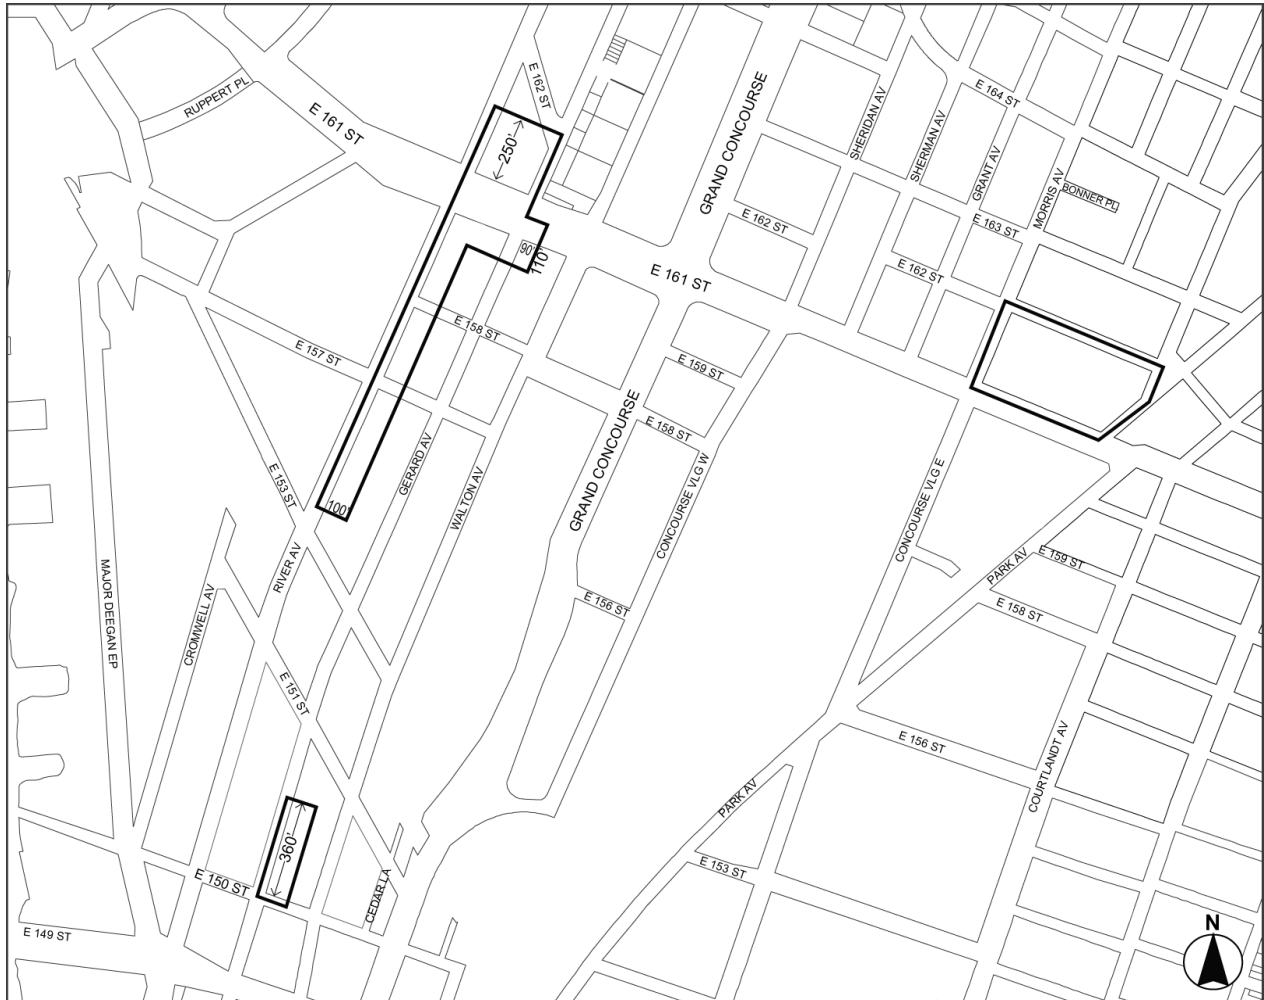 E 162 ST
RUPPERT PL
E 161 ST
250'
GRAND CONCOURSE
SHERIDAN AV
SHERMAN AV
E 164 ST
GRANT AV
MORRIS AV
BONNER PL
E 162 ST
E 163 ST
90'
110'
E 161 ST
E 162 ST
E 158 ST
E 157 ST
E 159 ST
E 158 ST
GRAND CONCOURSE
GERARD AV
WALTON AV
E 153 ST
100'
CONCOURSE VLG W
CONCOURSE VLG E
RIVER AV
MAJOR DEEGAN EP
CROMWELL AV
PARK AV
E 159 ST
E 158 ST
E 156 ST
E 151 ST
E 156 ST
COURTLANDT AV
PARK AV
360'
E 150 ST
CEDAR LA
E 153 ST
E 149 ST
N